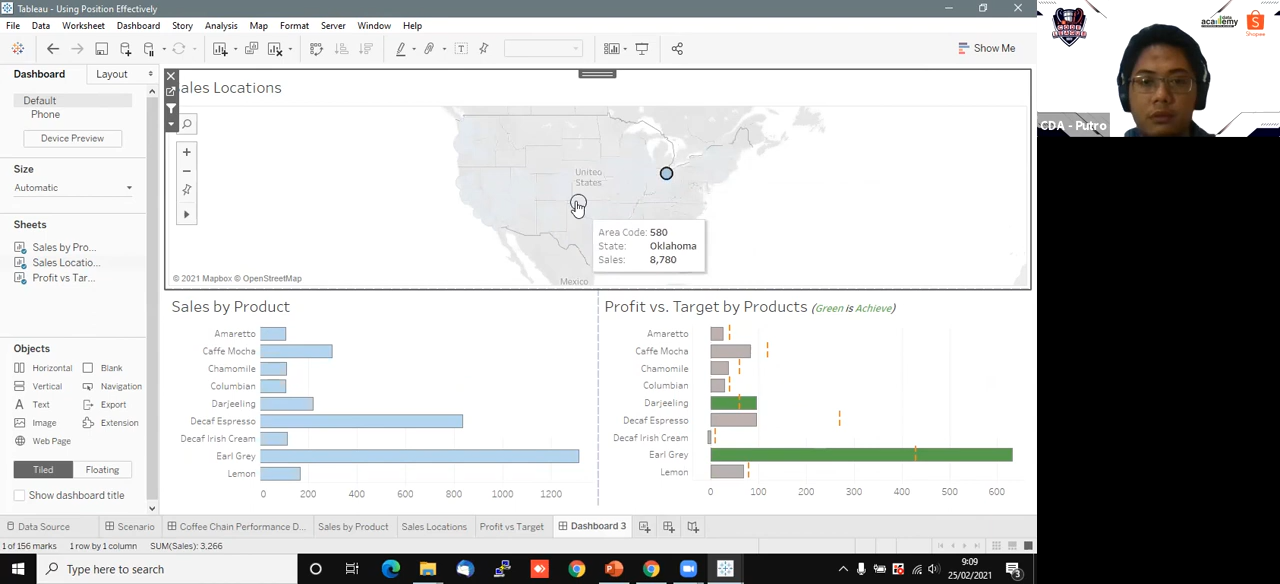 Tableau - Using Position Effectively
File Data Worksheet Dashboard Story Analysis Map Format Server Window Help
Show Me
Dashboard Layout
Default
Phone
Device Preview
Size
Automatic
Sheets
Sales by Pro...
Sales Locatio...
Profit vs Tar...
Objects
Horizontal Blank
Vertical Navigation
Text Export
Image Extension
Web Page
Tiled Floating
Show dashboard title
ales Locations
United
States
Mexico
Area Code: 580
State: Oklahoma
Sales: 8,780
© 2021 Mapbox © OpenStreetMap
Sales by Product
Amaretto
Caffe Mocha
Chamomile
Columbian
Darjeeling
Decaf Espresso
Decaf Irish Cream
Earl Grey
Lemon
0 200 400 600 800 1000 1200
Profit vs. Target by Products (Green is Achieve)
Amaretto
Caffe Mocha
Chamomile
Columbian
Darjeeling
Decaf Espresso
Decaf Irish Cream
Earl Grey
Lemon
0 100 200 300 400 500 600
Data Source Scenario Coffee Chain Performance D... Sales by Product Sales Locations Profit vs Target Dashboard 3
1 of 156 marks 1 row by 1 column SUM(Sales): 3,266
Type here to search
9:09
25/02/2021
3
CODE LEAGUE
data
academy
Shopee
CDA - Putro